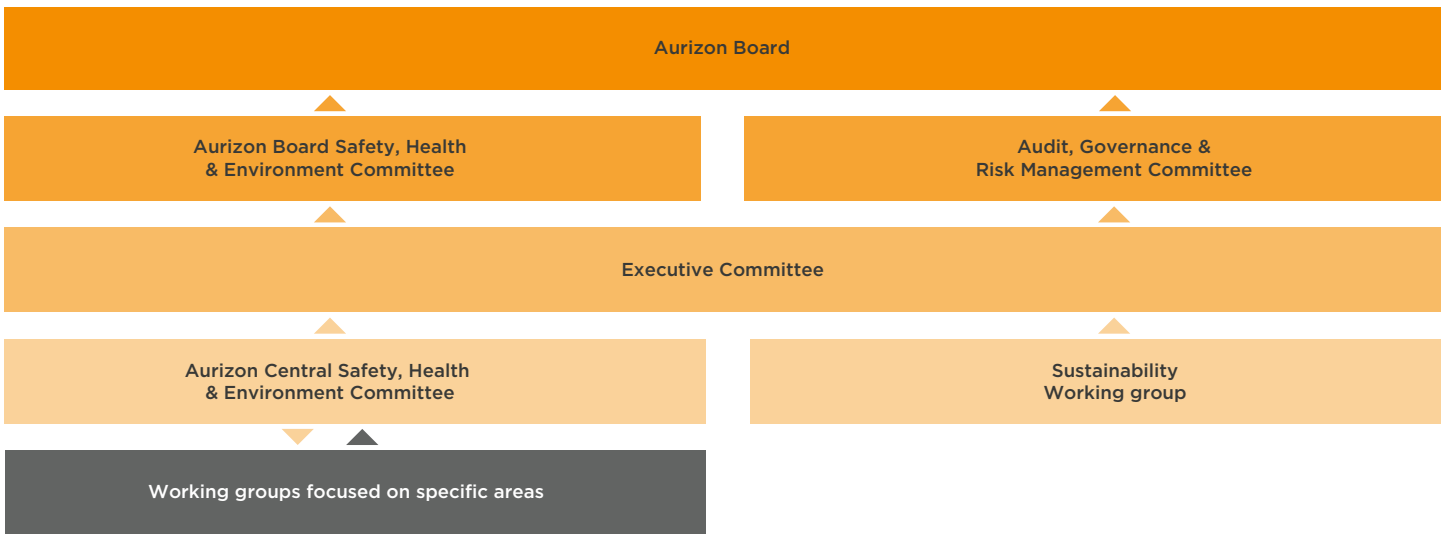 Aurizon Board
Aurizon Board Safety, Health
& Environment Committee
Audit, Governance &
Risk Management Committee
Executive Committee
Aurizon Central Safety, Health
& Environment Committee
Sustainability
Working group
Working groups focused on specific areas